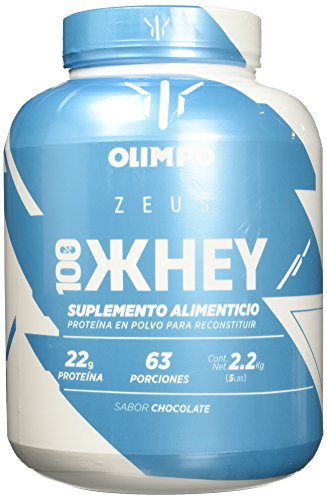 OLIMPO
ZEUS
100% WHEY
SUPLEMENTO ALIMENTICIO
PROTEÍNA EN POLVO PARA RECONSTITUIR
22g PROTEÍNA
63 PORCIONES
Cont. Net. 2.2Kg (5LBS)
SABOR CHOCOLATE